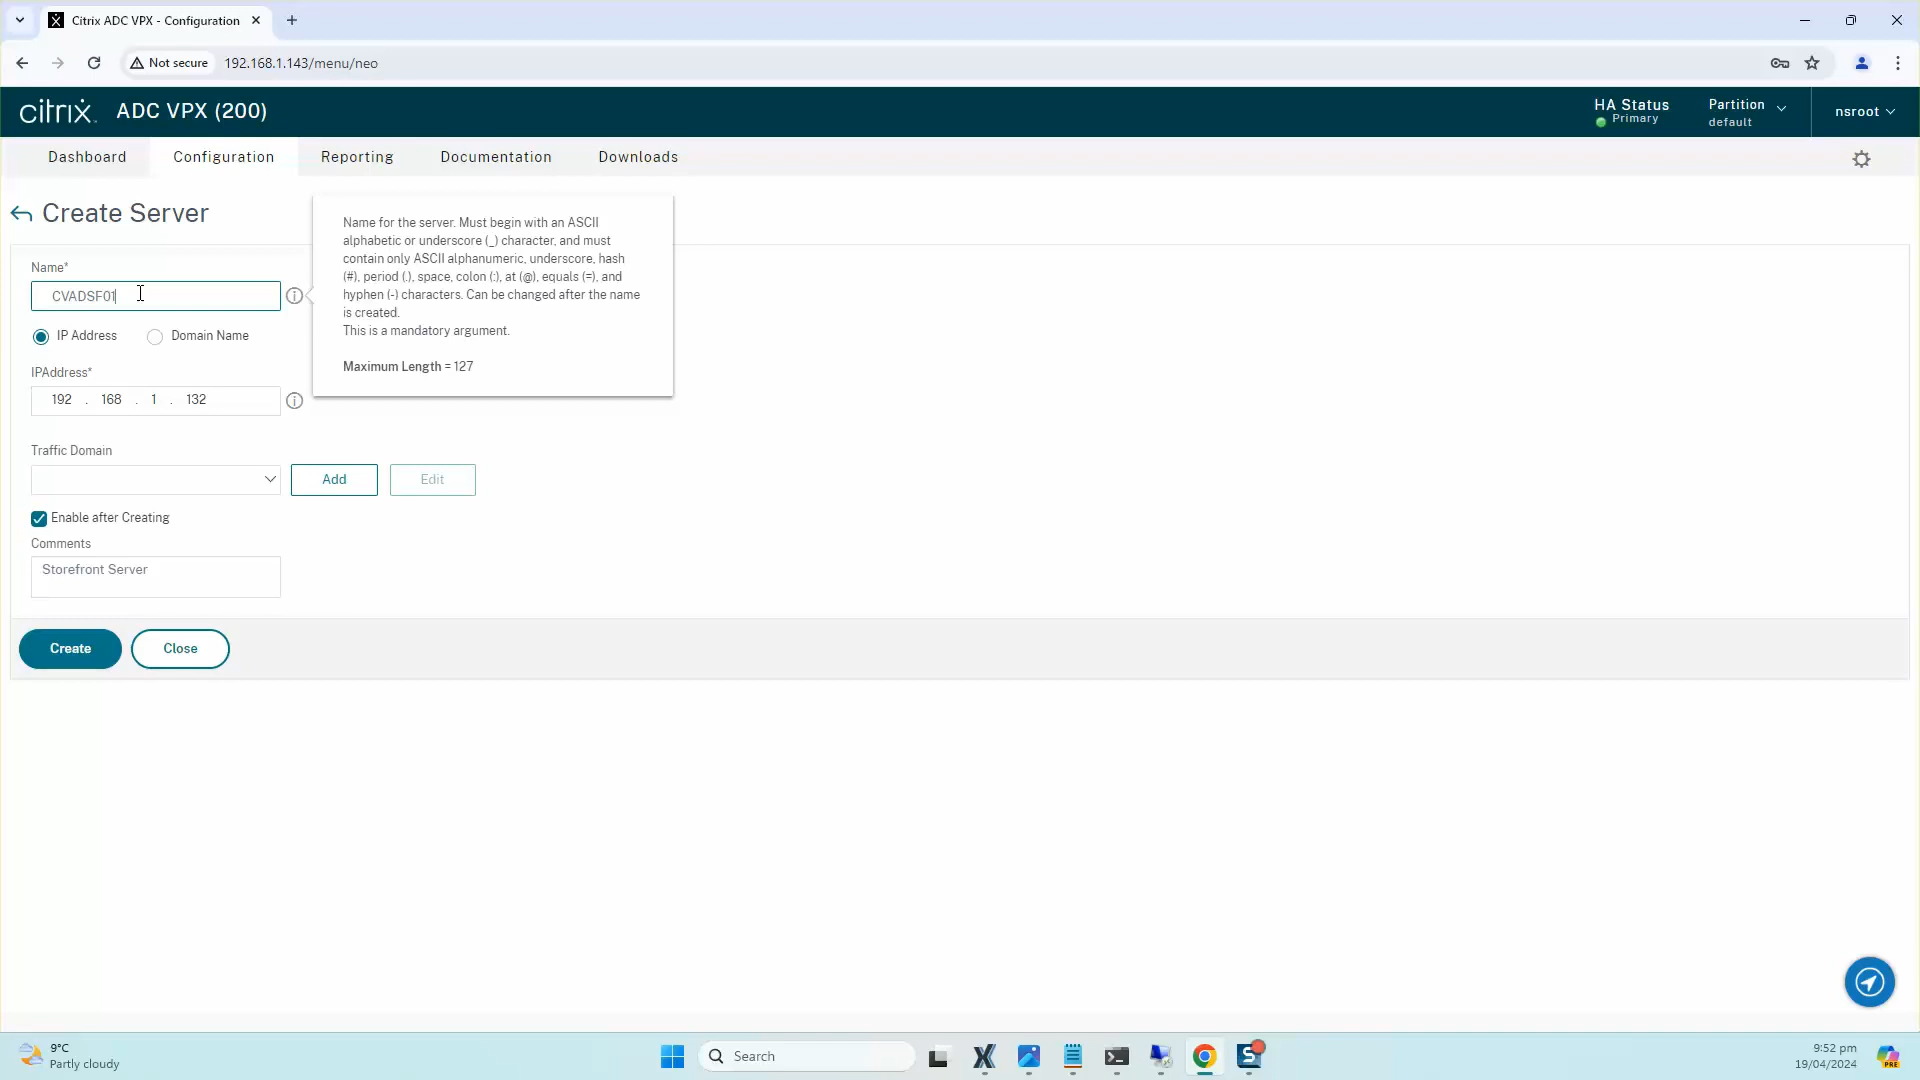 Citrix ADC VPX - Configuration
Not secure
192.168.1.143/menu/neo
citrix
ADC VPX (200)
HA Status
Primary
Partition
default
nsroot
Dashboard
Configuration
Reporting
Documentation
Downloads
Create Server
Name*
CVADSF01
Name for the server. Must begin with an ASCII
alphabetic or underscore (_) character, and must
contain only ASCII alphanumeric, underscore, hash
(#), period (.), space, colon (:), at (@), equals (=), and
hyphen (-) characters. Can be changed after the name
is created.
This is a mandatory argument.
Maximum Length = 127
IP Address
Domain Name
IPAddress*
192 . 168 . 1 . 132
Traffic Domain
Add
Edit
Enable after Creating
Comments
Storefront Server
Create
Close
9°C
Partly cloudy
Search
9:52 pm
19/04/2024
PRE